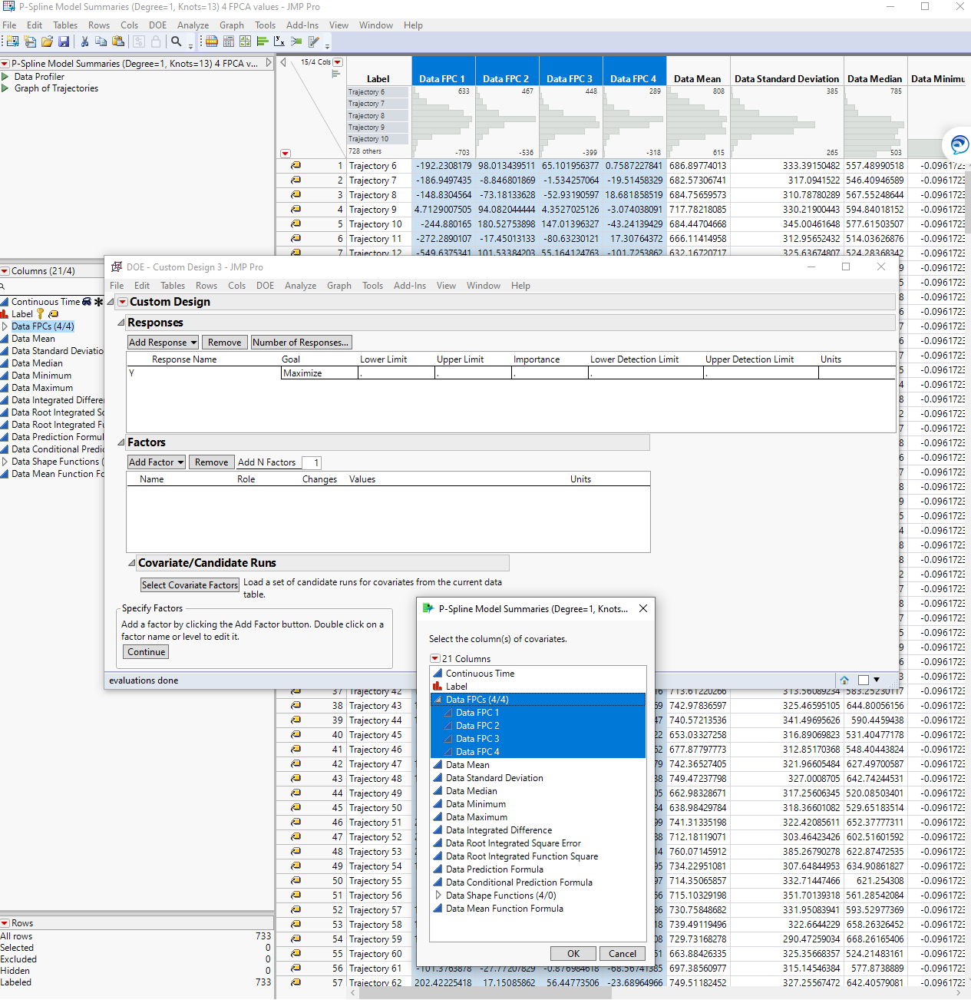 P-Spline Model Summaries (Degree=1, Knots=13) 4 FPCA values - JMP Pro
File Edit Tables Rows Cols DOE Analyze Graph Tools Add-Ins View Window Help
P-Spline Model Summaries (Degree=1, Knots=13) 4 FPCA v...
Data Profiler
Graph of Trajectories
15/4 Cols
Label Data FPC 1 Data FPC 2 Data FPC 3 Data FPC 4 Data Mean Data Standard Deviation Data Median Data Minimu
Trajectory 6 633 467 448 289 808 385 785
Trajectory 7
Trajectory 8
Trajectory 9
Trajectory 10
728 others -703 -536 -399 -318 615 265 503
1 Trajectory 6 -192.2308179 98.013439511 65.101956377 0.7587227841 686.89774013 333.39150482 557.48990518 -0.0961723
2 Trajectory 7 -186.9497435 -8.846801869 -1.534257064 -19.51458329 682.57306741 317.0941522 546.40946589 -0.0961723
3 Trajectory 8 -148.8304564 -73.18133628 -52.93190597 18.681858519 684.75659573 310.78780289 567.55248644 -0.0961723
4 Trajectory 9 4.7129007505 94.082044444 4.3527025126 -3.074038091 717.78218085 330.21900443 594.84018152 -0.0961723
5 Trajectory 10 -244.880165 180.52753898 147.01396327 -43.24139429 684.44704668 345.00461648 577.61503507 -0.0961723
6 Trajectory 11 -272.2890107 -17.45013133 -80.63230121 17.30764372 666.11414958 312.95652432 514.03626876 -0.0961723
7 Trajectory 12 -549.6375341 101.53384203 55.164124763 -101.7253862 632.16720717 325.63674807 524.28368342 -0.0961723
Columns (21/4)
Continuous Time
Label
Data FPCs (4/4)
Data Mean
Data Standard Deviatio
Data Median
Data Minimum
Data Maximum
Data Integrated Differe
Data Root Integrated Sq
Data Root Integrated Fu
Data Prediction Formul
Data Conditional Predic
Data Shape Functions (
Data Mean Function Fo
DOE - Custom Design 3 - JMP Pro
File Edit Tables Rows Cols DOE Analyze Graph Tools Add-Ins View Window Help
Custom Design
Responses
Add Response Remove Number of Responses...
Response Name Goal Lower Limit Upper Limit Importance Lower Detection Limit Upper Detection Limit Units
Y Maximize . . . . .
Factors
Add Factor Remove Add N Factors 1
Name Role Changes Values Units
Covariate/Candidate Runs
Select Covariate Factors Load a set of candidate runs for covariates from the current data
table.
Specify Factors
Add a factor by clicking the Add Factor button. Double click on a
factor name or level to edit it.
Continue
evaluations done
P-Spline Model Summaries (Degree=1, Knots...
Select the column(s) of covariates.
21 Columns
Continuous Time
Label
Data FPCs (4/4)
Data FPC 1
Data FPC 2
Data FPC 3
Data FPC 4
Data Mean
Data Standard Deviation
Data Median
Data Minimum
Data Maximum
Data Integrated Difference
Data Root Integrated Square Error
Data Root Integrated Function Square
Data Prediction Formula
Data Conditional Prediction Formula
Data Shape Functions (4/0)
Data Mean Function Formula
OK Cancel
37 Trajectory 42 713.61220266 313.56089234 583.25230117 -0.0961723
38 Trajectory 43 742.97836597 325.46595105 644.80056156 -0.0961723
39 Trajectory 44 740.57213536 341.49695626 590.4459438 -0.0961723
40 Trajectory 45 653.03327258 316.89069823 531.40477178 -0.0961723
41 Trajectory 46 677.87797773 312.85170368 548.40443824 -0.0961723
42 Trajectory 47 742.36527405 321.96605484 627.49700587 -0.0961723
43 Trajectory 48 749.47237798 327.0008705 642.74244531 -0.0961723
44 Trajectory 49 662.98328671 317.25606345 520.08503401 -0.0961723
45 Trajectory 50 638.98429784 318.36601082 529.65183514 -0.0961723
46 Trajectory 51 741.31335198 322.42085611 652.37777311 -0.0961723
47 Trajectory 52 712.18119071 303.46423426 602.51601592 -0.0961723
48 Trajectory 53 760.07145912 385.26790278 622.87472535 -0.0961723
49 Trajectory 54 734.22951081 307.64844953 634.90861827 -0.0961723
50 Trajectory 55 714.35065857 332.71447466 621.254308 -0.0961723
51 Trajectory 56 715.10329198 351.70139318 561.28542084 -0.0961723
52 Trajectory 57 730.75848682 331.95083941 593.52977369 -0.0961723
53 Trajectory 58 739.49119496 322.6644229 658.26326452 -0.0961723
54 Trajectory 59 729.73168278 290.47259034 668.26165406 -0.0961723
55 Trajectory 60 663.88426335 325.35668357 524.21483161 -0.0961723
56 Trajectory 61 -101.3763878 -27.77207829 -0.876984618 -68.56741385 697.38560977 315.14546384 577.8738889 -0.0961723
57 Trajectory 62 202.42225418 17.15085862 56.44773506 -23.68964966 749.51182452 327.25567472 642.40579081 -0.0961723
Rows
All rows 733
Selected 0
Excluded 0
Hidden 0
Labeled 733